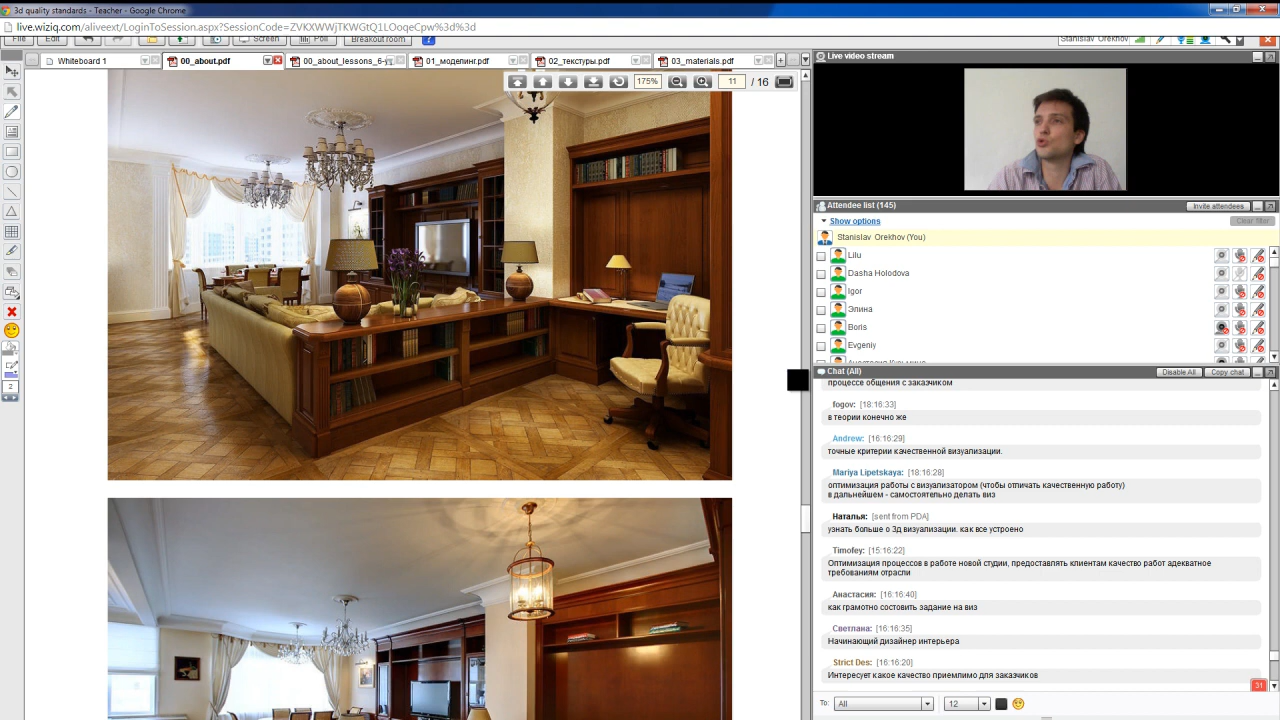 3d quality standards - Teacher - Google Chrome
live.wiziq.com/aliveext/LoginToSession.aspx?SessionCode=ZVKXWWjTKWGtQ1LOoqeCpw%3d%3d
File Edit Screen Poll Breakout room ? Stanislav Orekhov
Whiteboard 1 00_about.pdf 00_about_lessons_6- 01_моделинг.pdf 02_текстуры.pdf 03_materials.pdf
175% 11 / 16
2
Live video stream
Attendee list (145) Invite attendees
Show options Clear filter
Stanislav Orekhov (You)
Lilu
Dasha Holodova
Igor
Элина
Boris
Evgeniy
Chat (All) Disable All Copy chat
процессе общения с заказчиком
fogov: [18:16:33]
в теории конечно же
Andrew: [16:16:29]
точные критерии качественной визуализации.
Mariya Lipetskaya: [18:16:28]
оптимизация работы с визуализатором (чтобы отличать качественную работу)
в дальнейшем - самостоятельно делать виз
Наталья: [sent from PDA]
узнать больше о 3д визуализации. как все устроено
Timofey: [15:16:22]
Оптимизация процессов в работе новой студии, предоставлять клиентам качество работ адекватное
требованиям отрасли
Анастасия: [16:16:40]
как грамотно состовить задание на виз
Светлана: [16:16:35]
Начинающий дизайнер интерьера
Strict Des: [16:16:20]
Интересует какое качество приемлимо для заказчиков
31
To: All 12